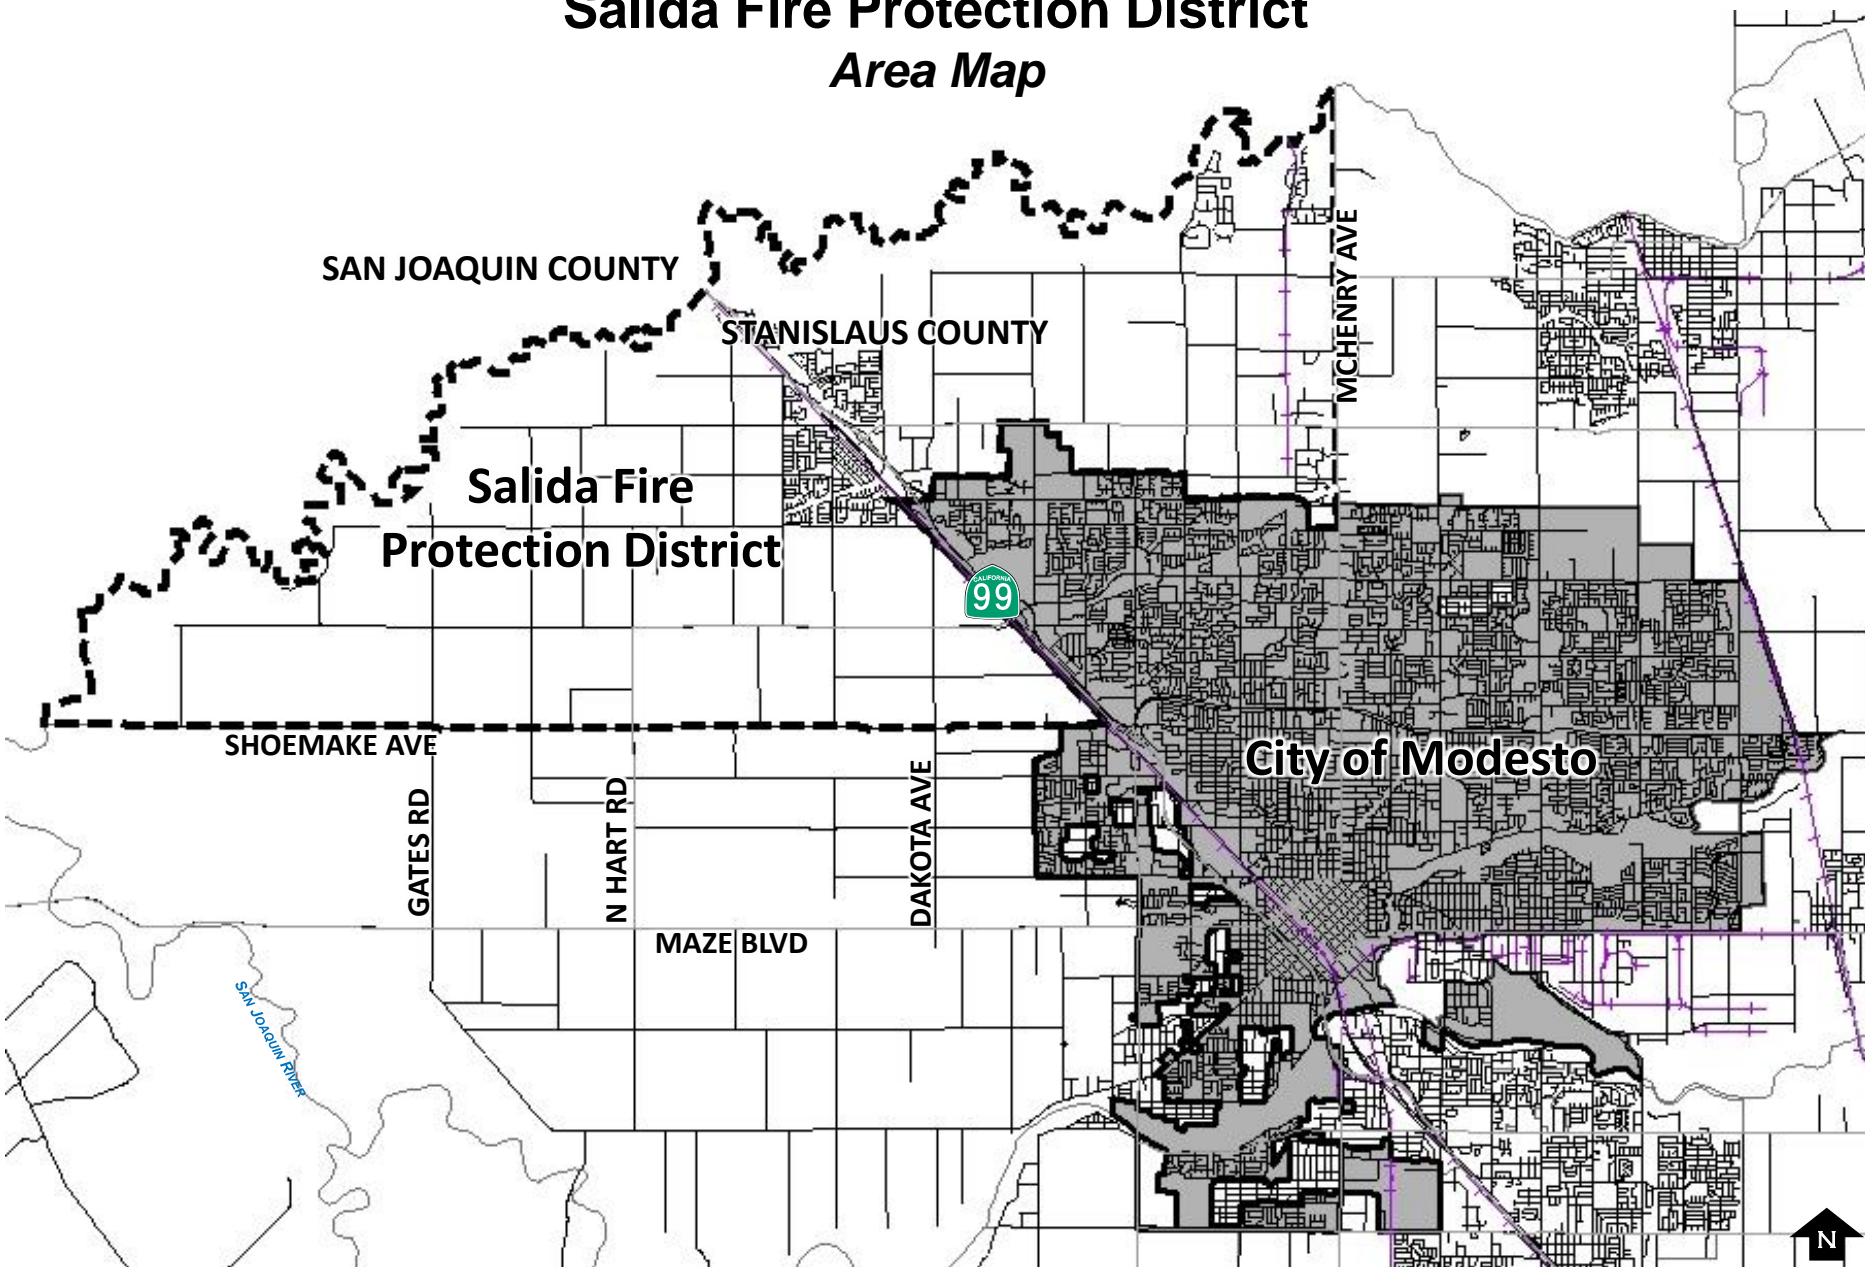 Salida Fire Protection District
Area Map
SAN JOAQUIN COUNTY
STANISLAUS COUNTY
MCHENRY AVE
Salida Fire
Protection District
CALIFORNIA
99
SHOEMAKE AVE
City of Modesto
GATES RD
N HART RD
DAKOTA AVE
MAZE BLVD
SAN JOAQUIN RIVER
N